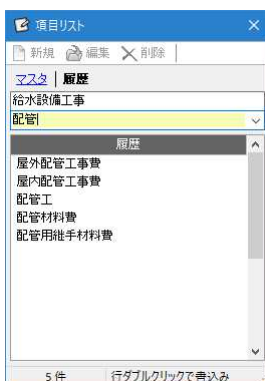 項目リスト
新規 編集 削除
マスタ 履歴
給水設備工事
配管
履歴
屋外配管工事費
屋内配管工事費
配管工
配管材料費
配管用継手材料費
5 件 行ダブルクリックで書込み